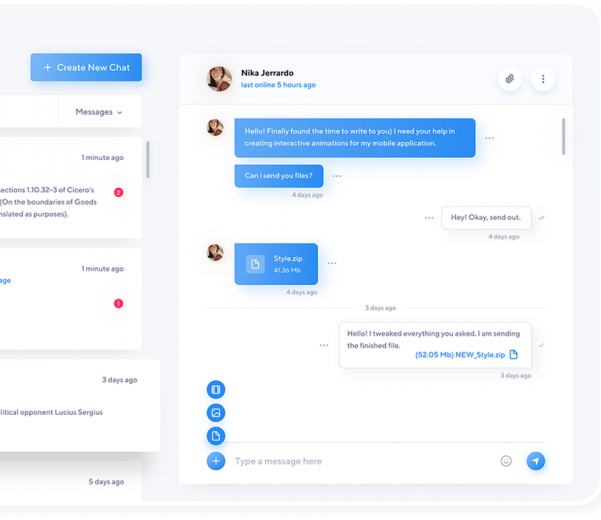 + Create New Chat
Messages
1 minute ago
ections 1.10.32-3 of Cicero's
(On the boundaries of Goods
nslated as purposes).
2
1 minute ago
age
1
3 days ago
litical opponent Lucius Sergius
5 days ago
Nika Jerrardo
last online 5 hours ago
Hello! Finally found the time to write to you) I need your help in
creating interactive animations for my mobile application.
Can i send you files?
4 days ago
Hey! Okay, send out.
4 days ago
Style.zip
41.36 Mb
4 days ago
3 days ago
Hello! I tweaked everything you asked. I am sending
the finished file.
(52.05 Mb) NEW_Style.zip
3 days ago
Type a message here